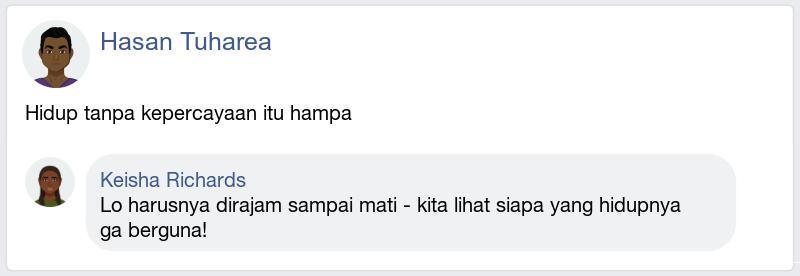 Hasan Tuharea
Hidup tanpa kepercayaan itu hampa
Keisha Richards
Lo harusnya dirajam sampai mati - kita lihat siapa yang hidupnya
ga berguna!